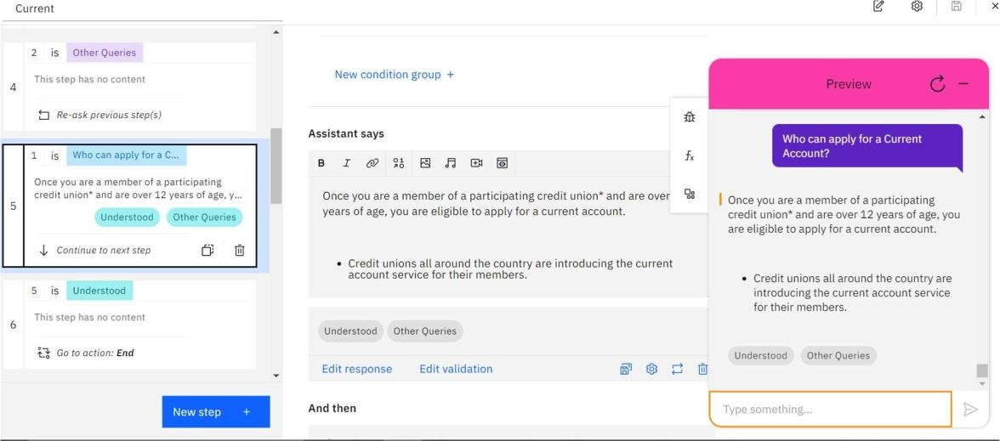 Current
2 is Other Queries
4
This step has no content
Re-ask previous step(s)
1 is Who can apply for a C...
5
Once you are a member of a participating
credit union* and are over 12 years of age, y...
Understood Other Queries
Continue to next step
5 is Understood
6
This step has no content
Go to action: End
New step +
New condition group +
Assistant says
B I
Once you are a member of a participating credit union* and are over
years of age, you are eligible to apply for a current account.
• Credit unions all around the country are introducing the current
account service for their members.
Understood Other Queries
Edit response Edit validation
And then
fx
Preview
Who can apply for a Current
Account?
Once you are a member of a participating
credit union* and are over 12 years of age, you
are eligible to apply for a current account.
• Credit unions all around the country are
introducing the current account service
for their members.
Understood Other Queries
Type something...